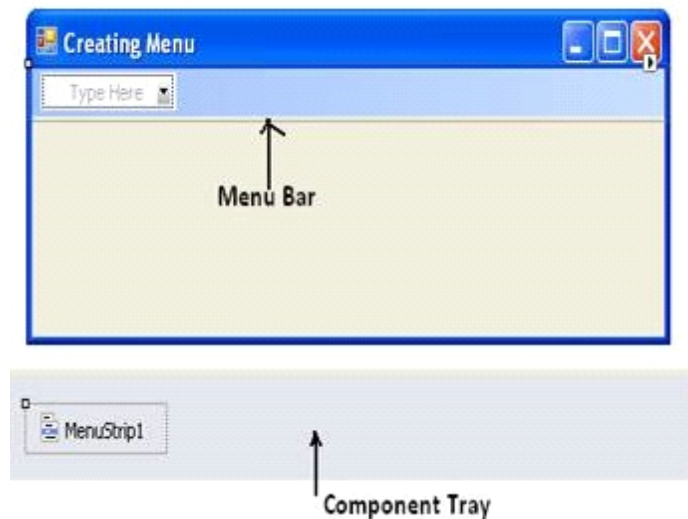 Creating Menu
Type Here
Menu Bar
MenuStrip1
Component Tray